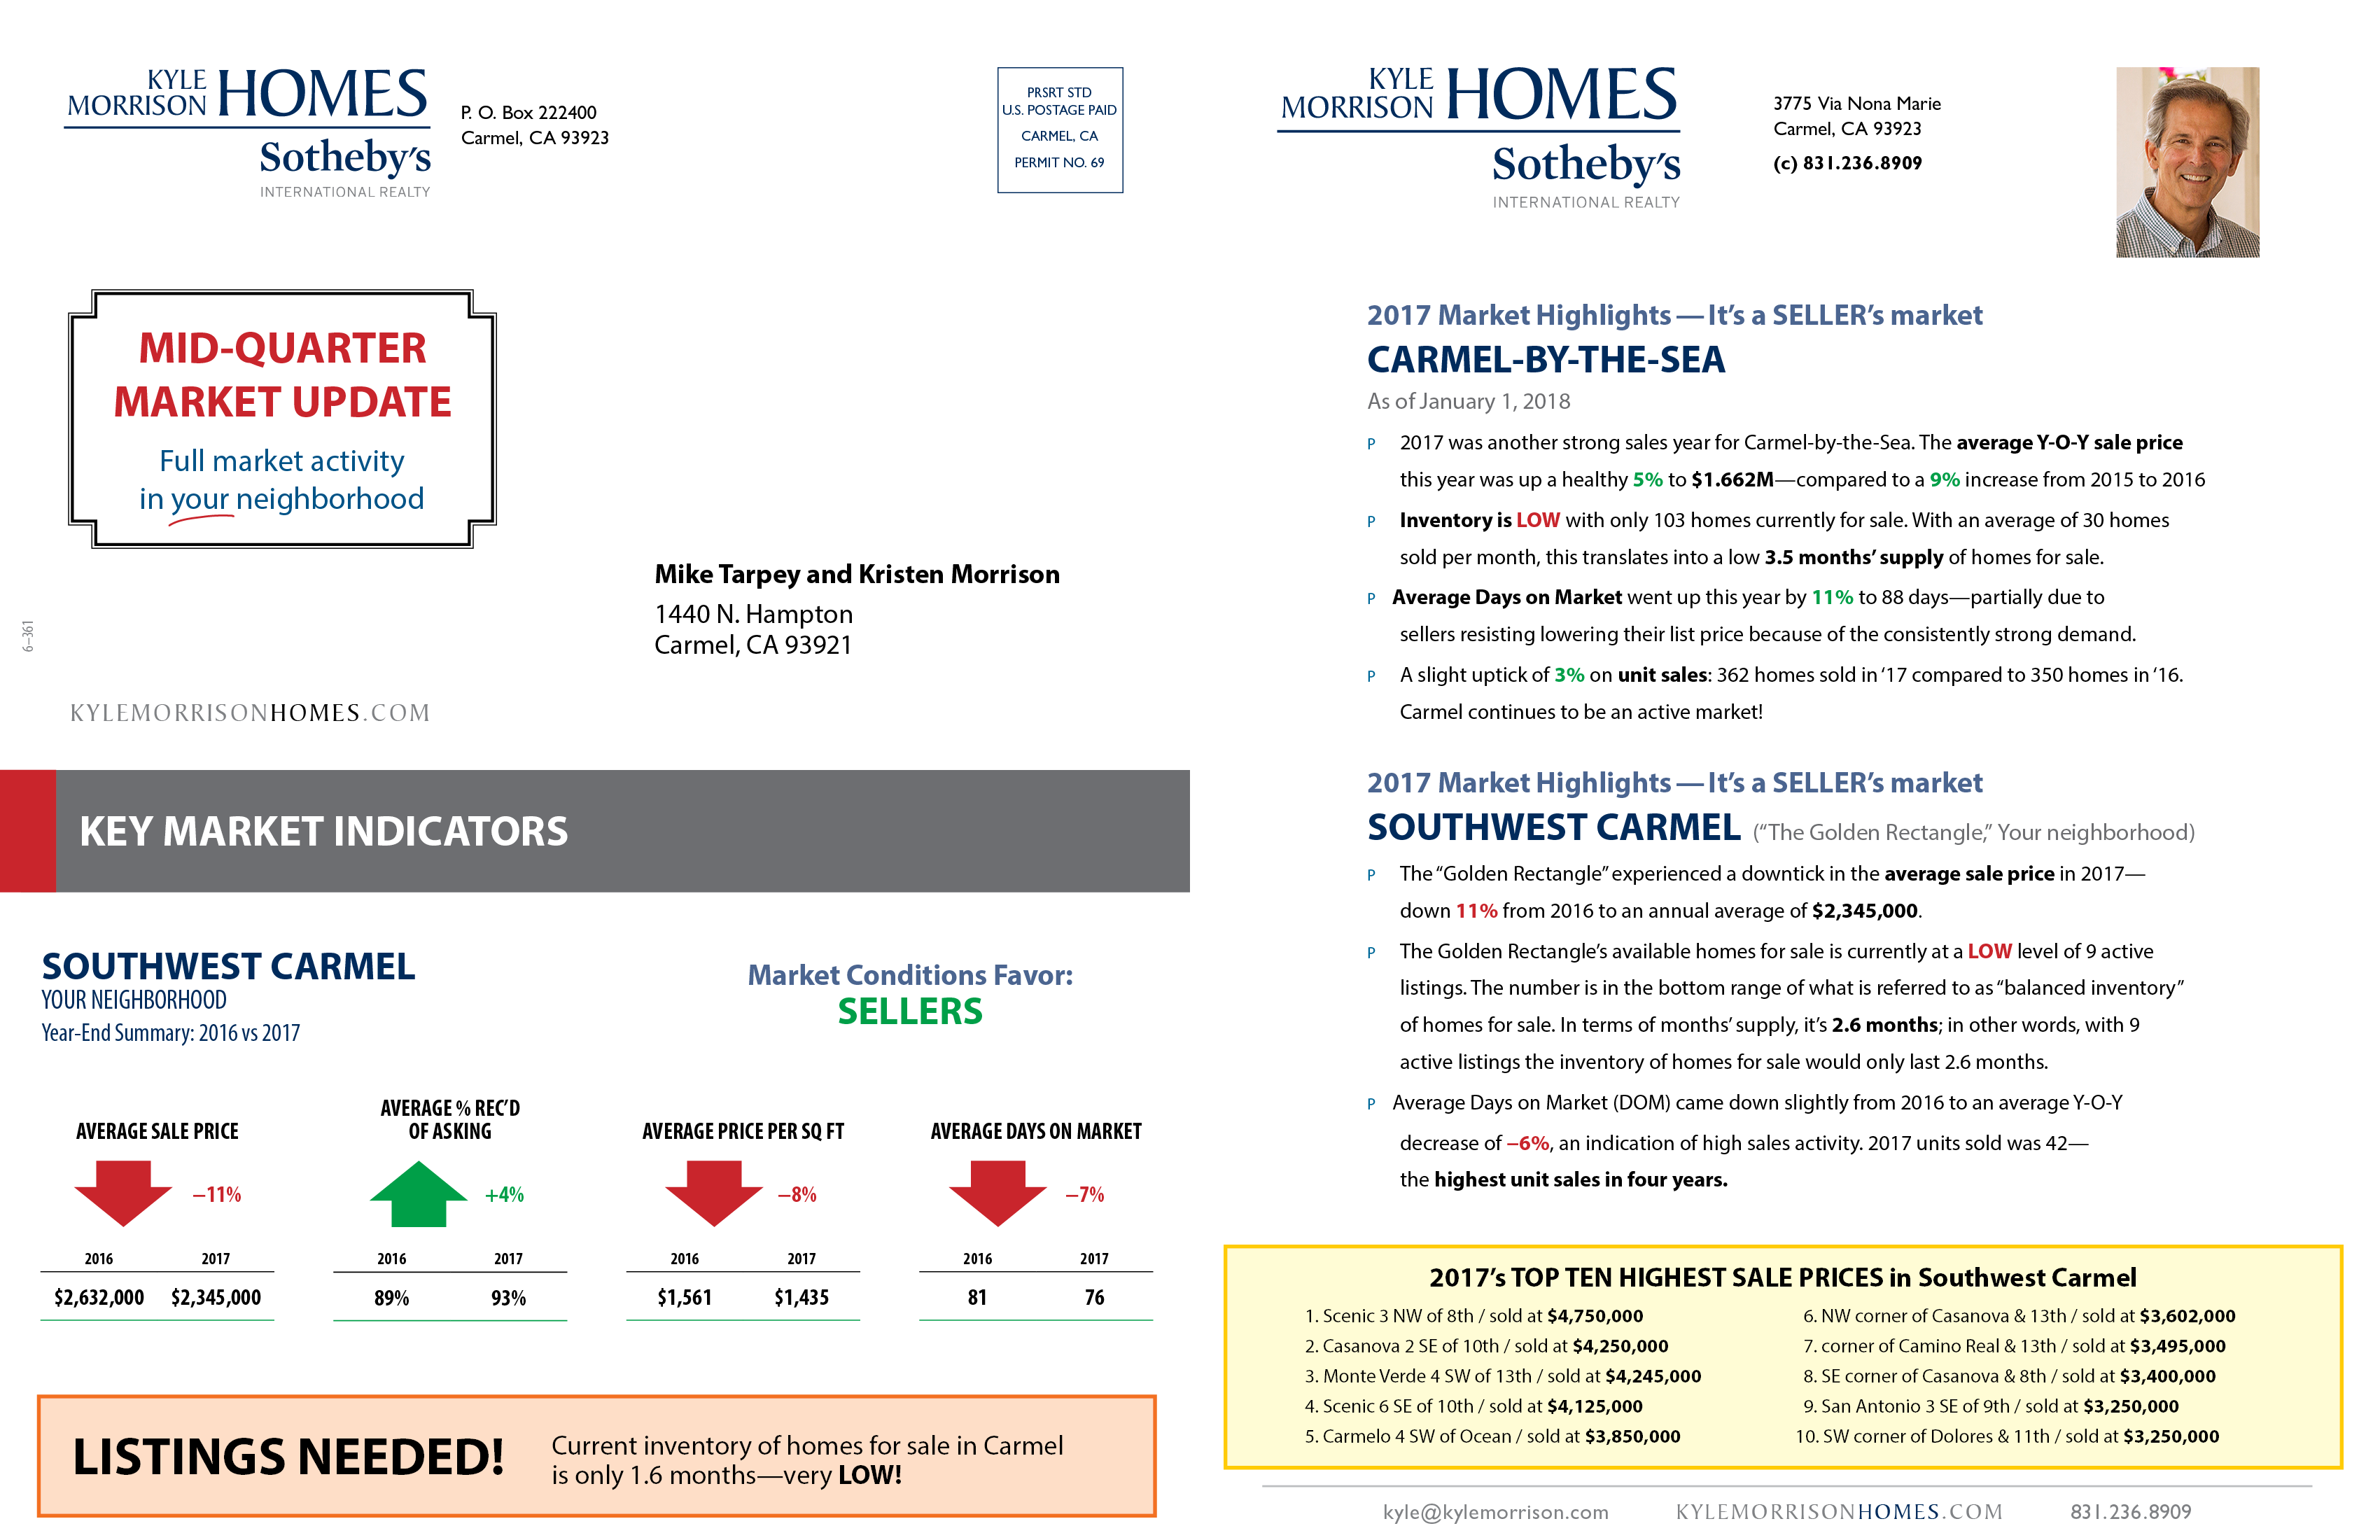 KYLE
MORRISON HOMES
Sotheby's
INTERNATIONAL REALTY
P. O. Box 222400
Carmel, CA 93923
PRSRT STD
U.S. POSTAGE PAID
CARMEL, CA
PERMIT NO. 69
MID-QUARTER
MARKET UPDATE
Full market activity
in your neighborhood
Mike Tarpey and Kristen Morrison
1440 N. Hampton
Carmel, CA 93921
6–361
KYLEMORRISONHOMES.COM
KEY MARKET INDICATORS
SOUTHWEST CARMEL
YOUR NEIGHBORHOOD
Year-End Summary: 2016 vs 2017
Market Conditions Favor:
SELLERS
AVERAGE SALE PRICE
–11%
2016 2017
$2,632,000 $2,345,000
AVERAGE % REC'D
OF ASKING
+4%
2016 2017
89% 93%
AVERAGE PRICE PER SQ FT
–8%
2016 2017
$1,561 $1,435
AVERAGE DAYS ON MARKET
–7%
2016 2017
81 76
LISTINGS NEEDED!
Current inventory of homes for sale in Carmel
is only 1.6 months—very LOW!
KYLE
MORRISON HOMES
Sotheby's
INTERNATIONAL REALTY
3775 Via Nona Marie
Carmel, CA 93923
(c) 831.236.8909
2017 Market Highlights — It's a SELLER's market
CARMEL-BY-THE-SEA
As of January 1, 2018
P 2017 was another strong sales year for Carmel-by-the-Sea. The average Y-O-Y sale price
this year was up a healthy 5% to $1.662M—compared to a 9% increase from 2015 to 2016
P Inventory is LOW with only 103 homes currently for sale. With an average of 30 homes
sold per month, this translates into a low 3.5 months' supply of homes for sale.
P Average Days on Market went up this year by 11% to 88 days—partially due to
sellers resisting lowering their list price because of the consistently strong demand.
P A slight uptick of 3% on unit sales: 362 homes sold in '17 compared to 350 homes in '16.
Carmel continues to be an active market!
2017 Market Highlights — It's a SELLER's market
SOUTHWEST CARMEL ("The Golden Rectangle," Your neighborhood)
P The "Golden Rectangle" experienced a downtick in the average sale price in 2017—
down 11% from 2016 to an annual average of $2,345,000.
P The Golden Rectangle's available homes for sale is currently at a LOW level of 9 active
listings. The number is in the bottom range of what is referred to as "balanced inventory"
of homes for sale. In terms of months' supply, it's 2.6 months; in other words, with 9
active listings the inventory of homes for sale would only last 2.6 months.
P Average Days on Market (DOM) came down slightly from 2016 to an average Y-O-Y
decrease of –6%, an indication of high sales activity. 2017 units sold was 42—
the highest unit sales in four years.
2017's TOP TEN HIGHEST SALE PRICES in Southwest Carmel
1. Scenic 3 NW of 8th / sold at $4,750,000
2. Casanova 2 SE of 10th / sold at $4,250,000
3. Monte Verde 4 SW of 13th / sold at $4,245,000
4. Scenic 6 SE of 10th / sold at $4,125,000
5. Carmelo 4 SW of Ocean / sold at $3,850,000
6. NW corner of Casanova & 13th / sold at $3,602,000
7. corner of Camino Real & 13th / sold at $3,495,000
8. SE corner of Casanova & 8th / sold at $3,400,000
9. San Antonio 3 SE of 9th / sold at $3,250,000
10. SW corner of Dolores & 11th / sold at $3,250,000
kyle@kylemorrison.com KYLEMORRISONHOMES.COM 831.236.8909